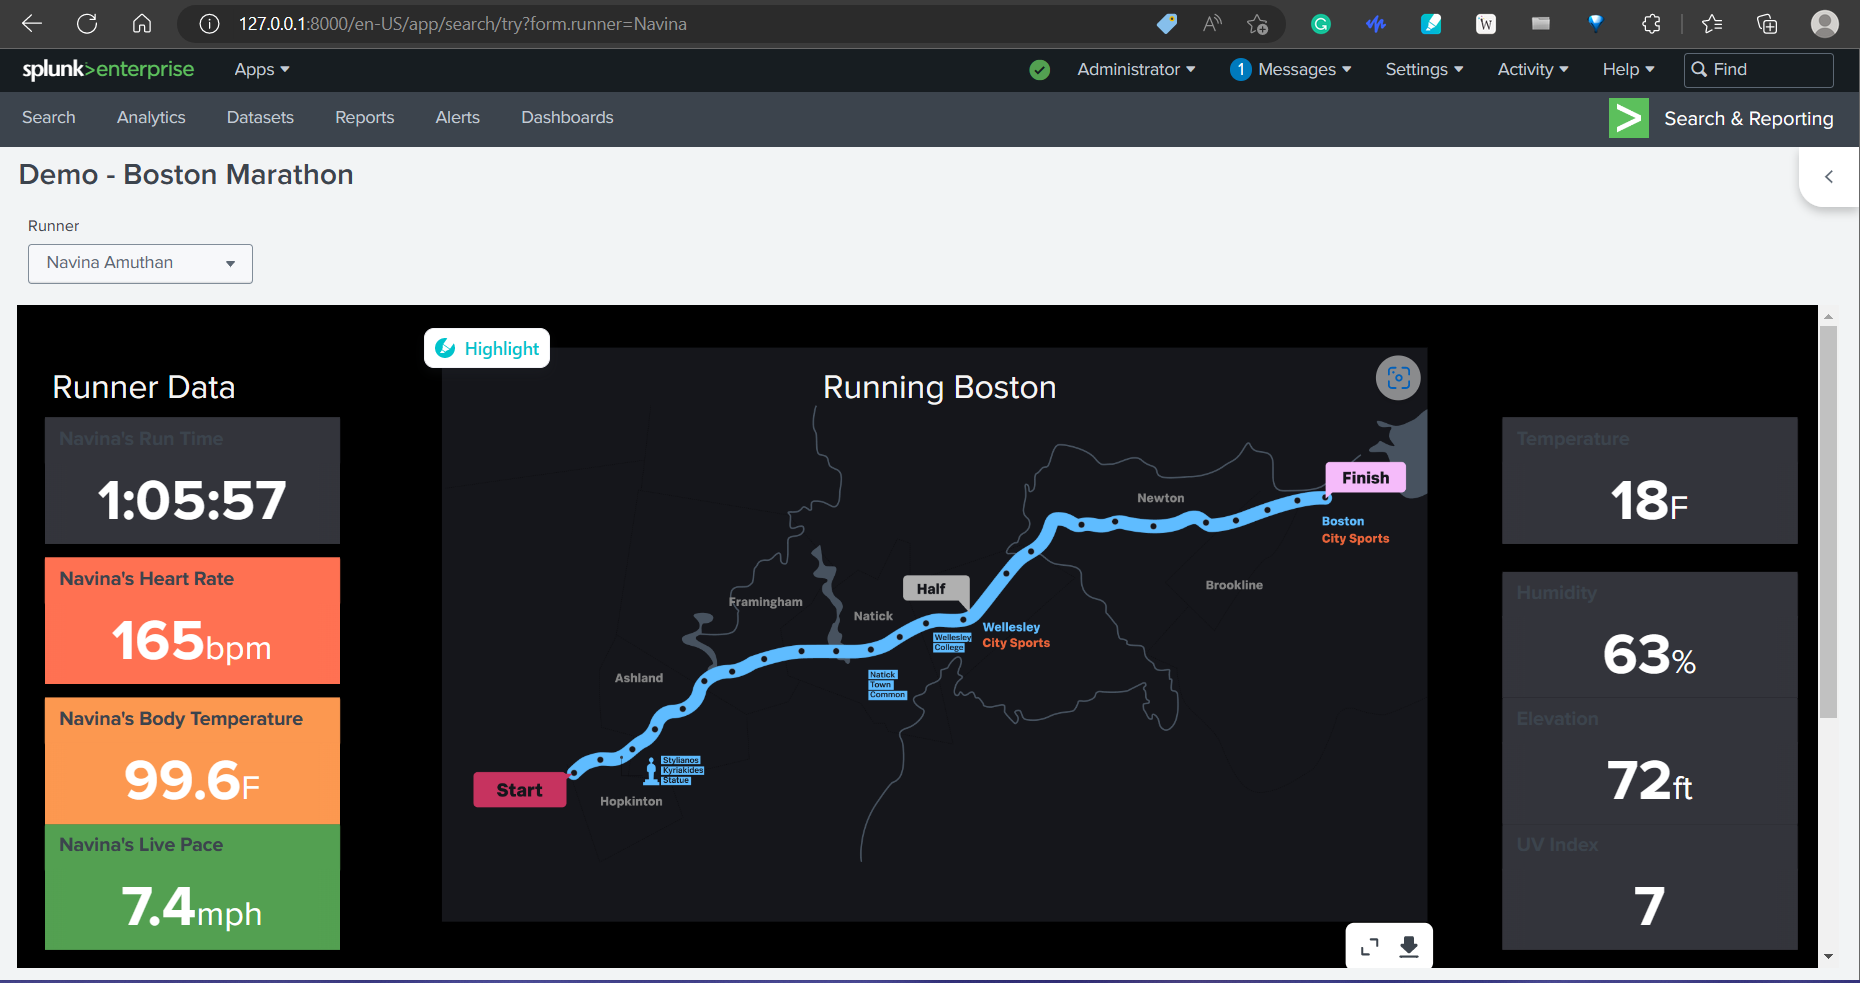 127.0.0.1:8000/en-US/app/search/try?form.runner=Navina
splunk>enterprise Apps Administrator 1 Messages Settings Activity Help Find
Search Analytics Datasets Reports Alerts Dashboards Search & Reporting
Demo - Boston Marathon
Runner
Navina Amuthan
Highlight
Runner Data
Navina's Run Time
1:05:57
Navina's Heart Rate
165bpm
Navina's Body Temperature
99.6F
Navina's Live Pace
7.4mph
Running Boston
Finish
Newton
Boston
City Sports
Brookline
Half
Framingham
Natick
Wellesley
City Sports
Wellesley
College
Natick
Town
Common
Ashland
Stylianos
Kyriakides
Statue
Start
Hopkinton
Temperature
18F
Humidity
63%
Elevation
72ft
UV Index
7